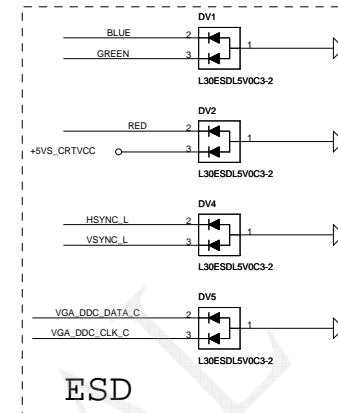 DV1
BLUE 2 1
GREEN 3
L30ESDL5V0C3-2
DV2
RED 2 1
+5VS_CRTVCC 3
L30ESDL5V0C3-2
DV4
HSYNC_L 2 1
VSYNC_L 3
L30ESDL5V0C3-2
DV5
VGA_DDC_DATA_C 2 1
VGA_DDC_CLK_C 3
L30ESDL5V0C3-2
ESD